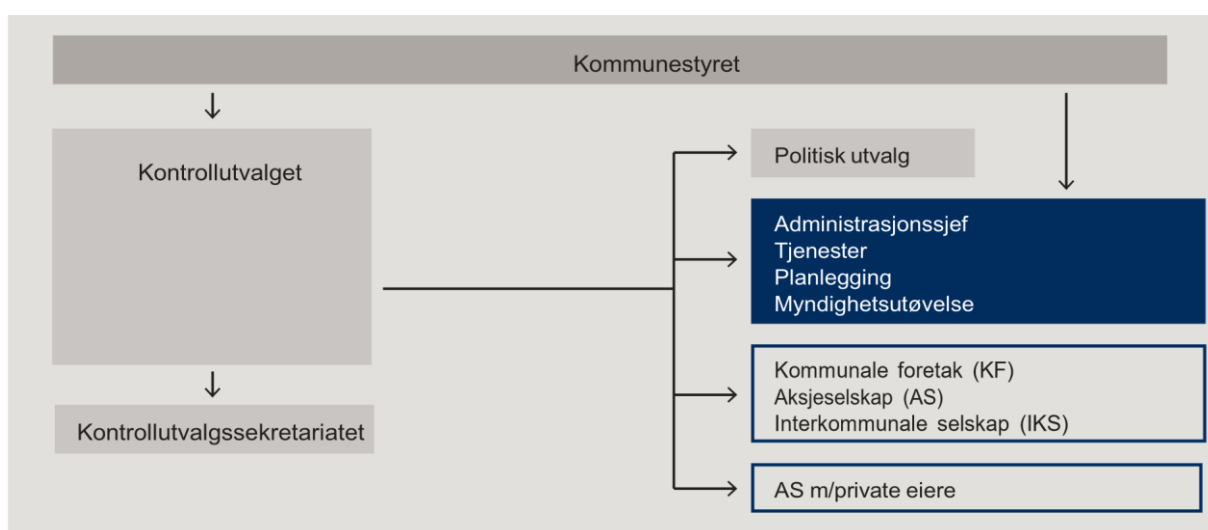 Kommunestyret
Kontrollutvalget
Kontrollutvalgssekretariatet
Politisk utvalg
Administrasjonssjef
Tjenester
Planlegging
Myndighetsutøvelse
Kommunale foretak (KF)
Aksjeselskap (AS)
Interkommunale selskap (IKS)
AS m/private eiere